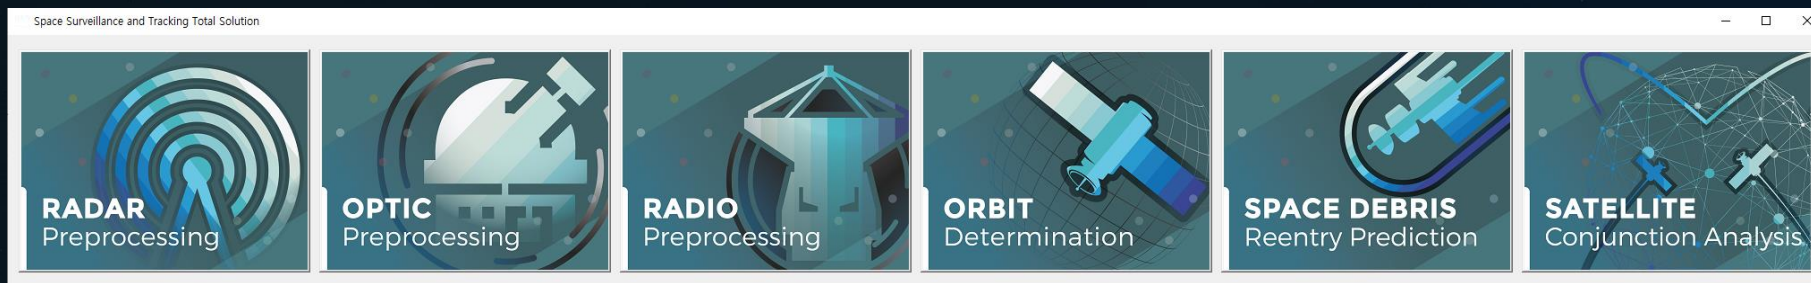 Space Surveillance and Tracking Total Solution
RADAR
Preprocessing
OPTIC
Preprocessing
RADIO
Preprocessing
ORBIT
Determination
SPACE DEBRIS
Reentry Prediction
SATELLITE
Conjunction Analysis